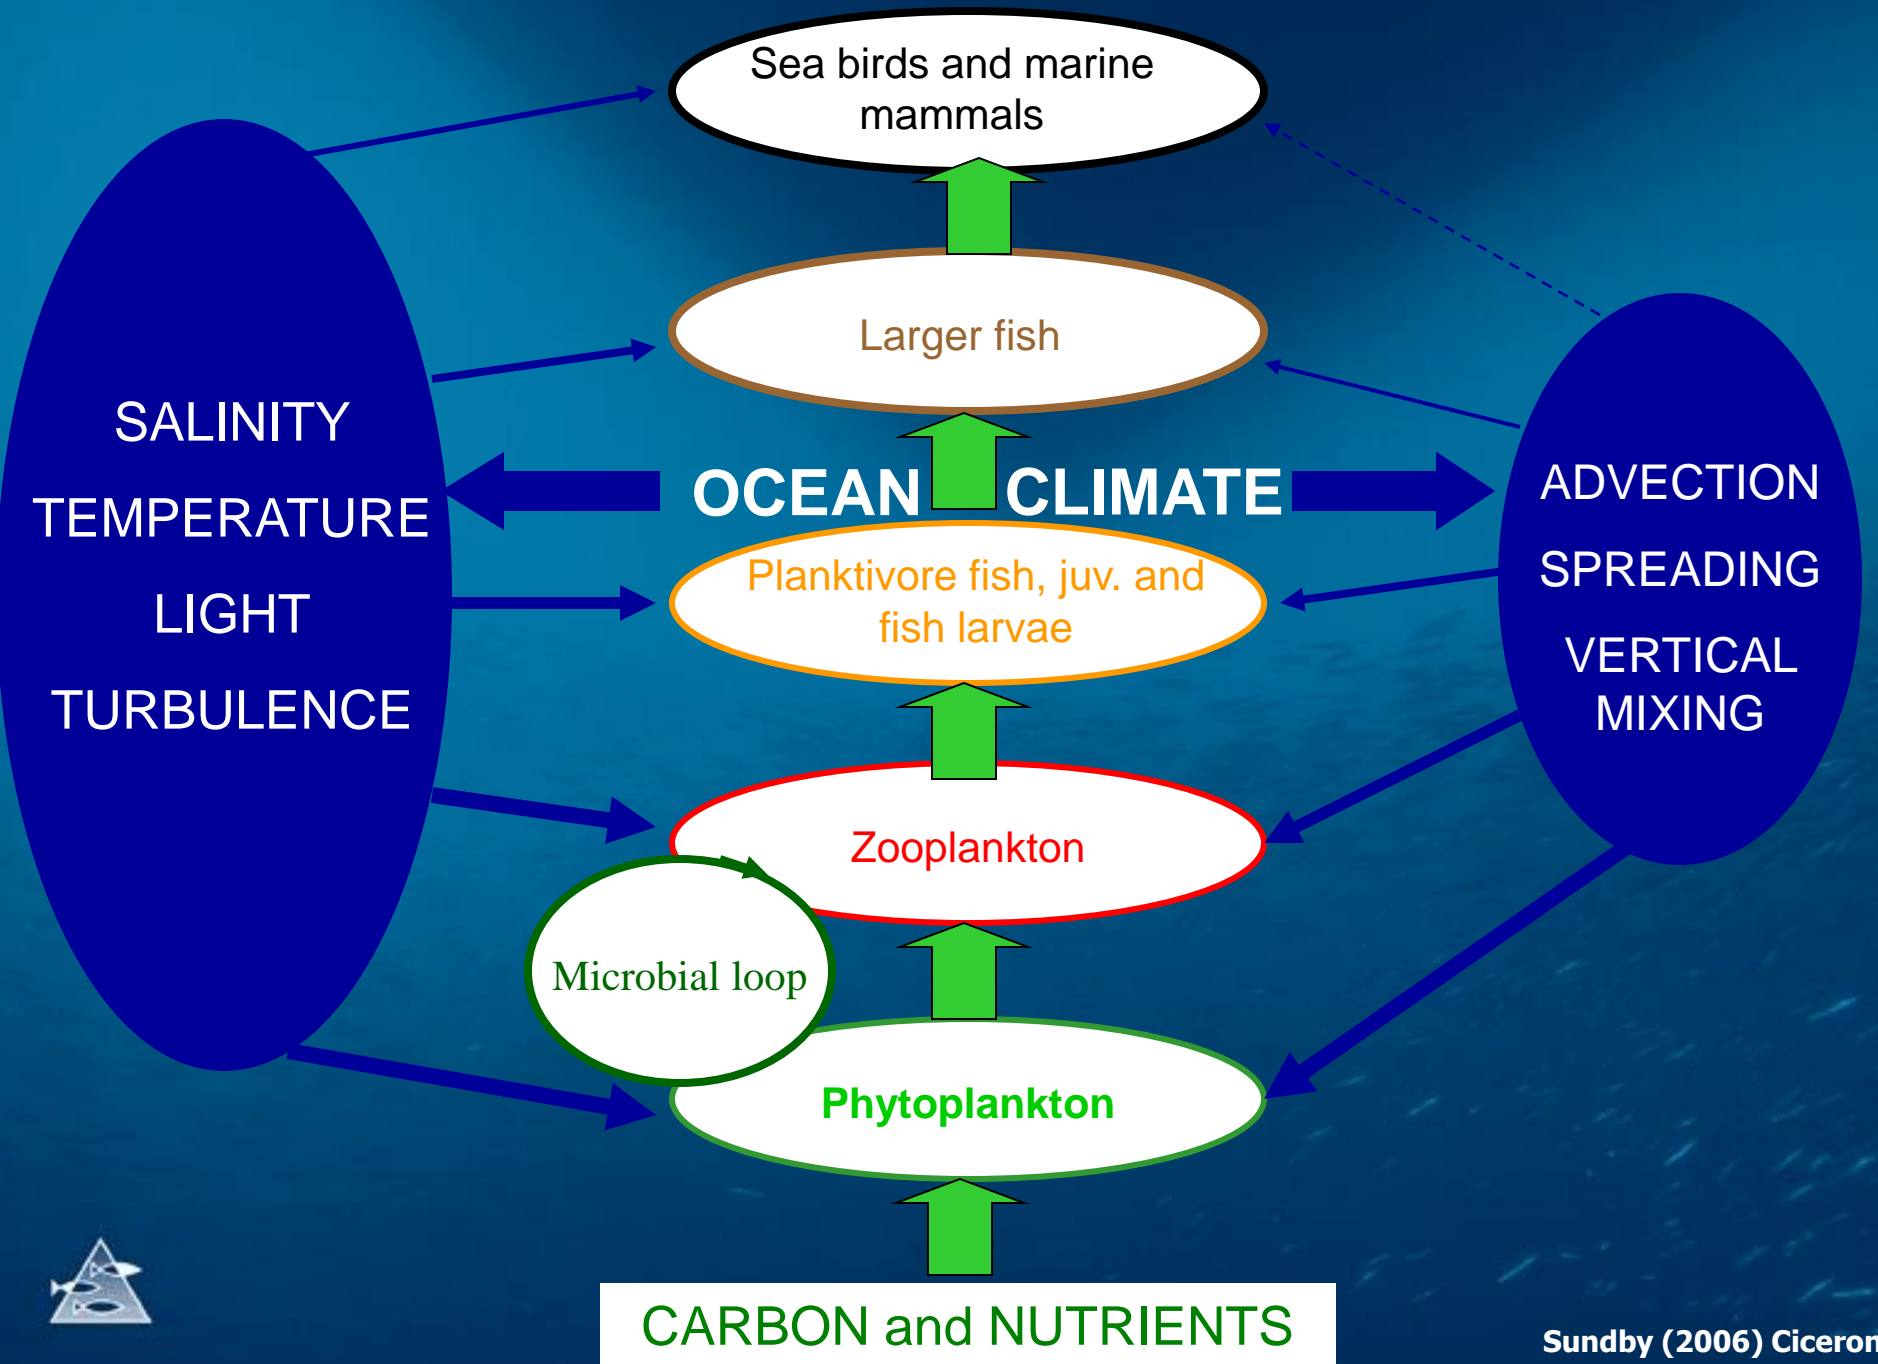 Sea birds and marine
mammals
Larger fish
SALINITY
TEMPERATURE
LIGHT
TURBULENCE
OCEAN CLIMATE
ADVECTION
SPREADING
VERTICAL
MIXING
Planktivore fish, juv. and
fish larvae
Zooplankton
Microbial loop
Phytoplankton
CARBON and NUTRIENTS
Sundby (2006) Ciceron